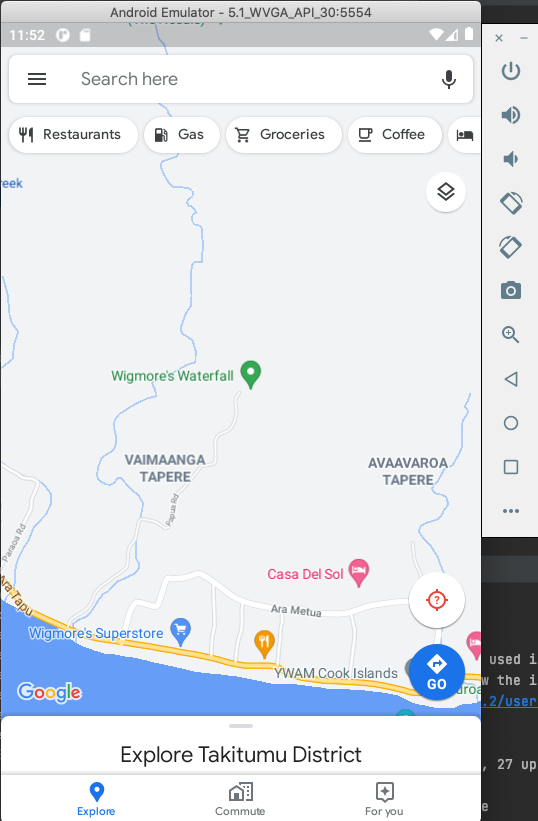 Android Emulator - 5.1_WVGA_API_30:5554
11:52
Search here
Restaurants
Gas
Groceries
Coffee
eek
Wigmore's Waterfall
VAIMAANGA
TAPERE
AVAAVAROA
TAPERE
Papua Rd
Paraoa Rd
Casa Del Sol
?
Ara Tapu
Ara Metua
Wigmore's Superstore
YWAM Cook Islands
GO
Google
Explore Takitumu District
Explore
Commute
For you
used i
w the i
.2/user
, 27 up
e